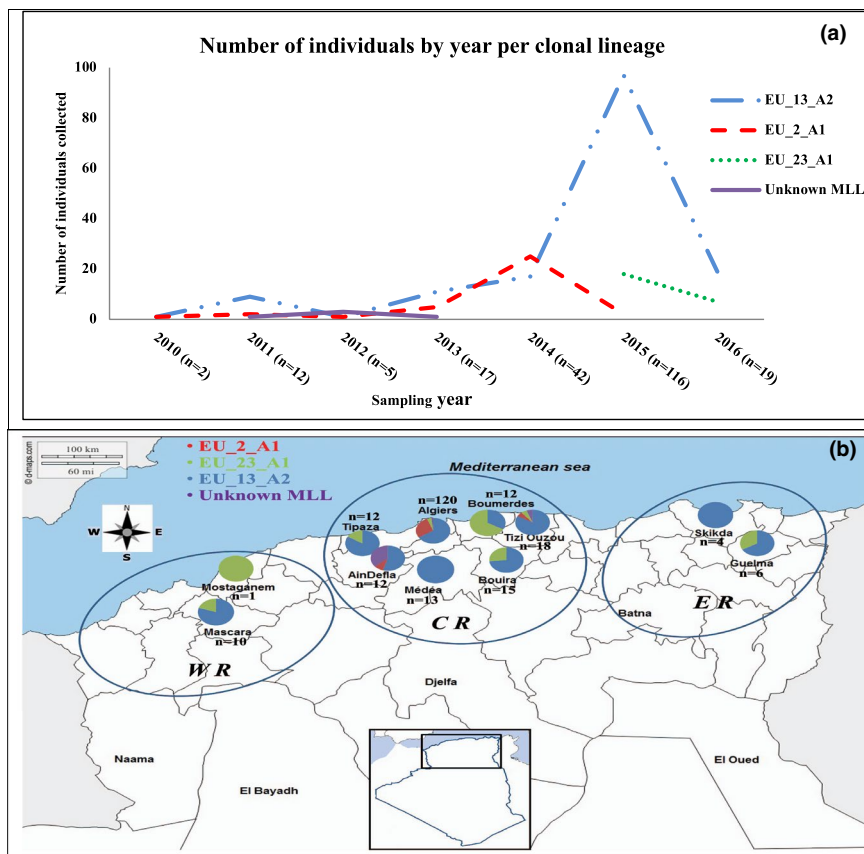 (a)
Number of individuals by year per clonal lineage
Number of individuals collected
100
80
60
40
20
0
EU_13_A2
EU_2_A1
EU_23_A1
Unknown MLL
2010 (n=2)
2011 (n=12)
2012 (n=5)
2013 (n=17)
2014 (n=42)
2015 (n=116)
2016 (n=19)
Sampling year
(b)
100 km
60 mi
© d-maps.com
• EU_2_A1
• EU_23_A1
• EU_13_A2
• Unknown MLL
Mediterranean sea
N
W E
S
n=12
Tipaza
n=120
Algiers
n=12
Boumerdes
Tizi Ouzou
n=18
AinDefla
n=12
Médéa
n=13
Bouira
n=15
Skikda
n=4
Guelma
n=6
Mostaganem
n=1
Mascara
n=10
W R
C R
E R
Batna
Djelfa
Naama
El Bayadh
El Oued